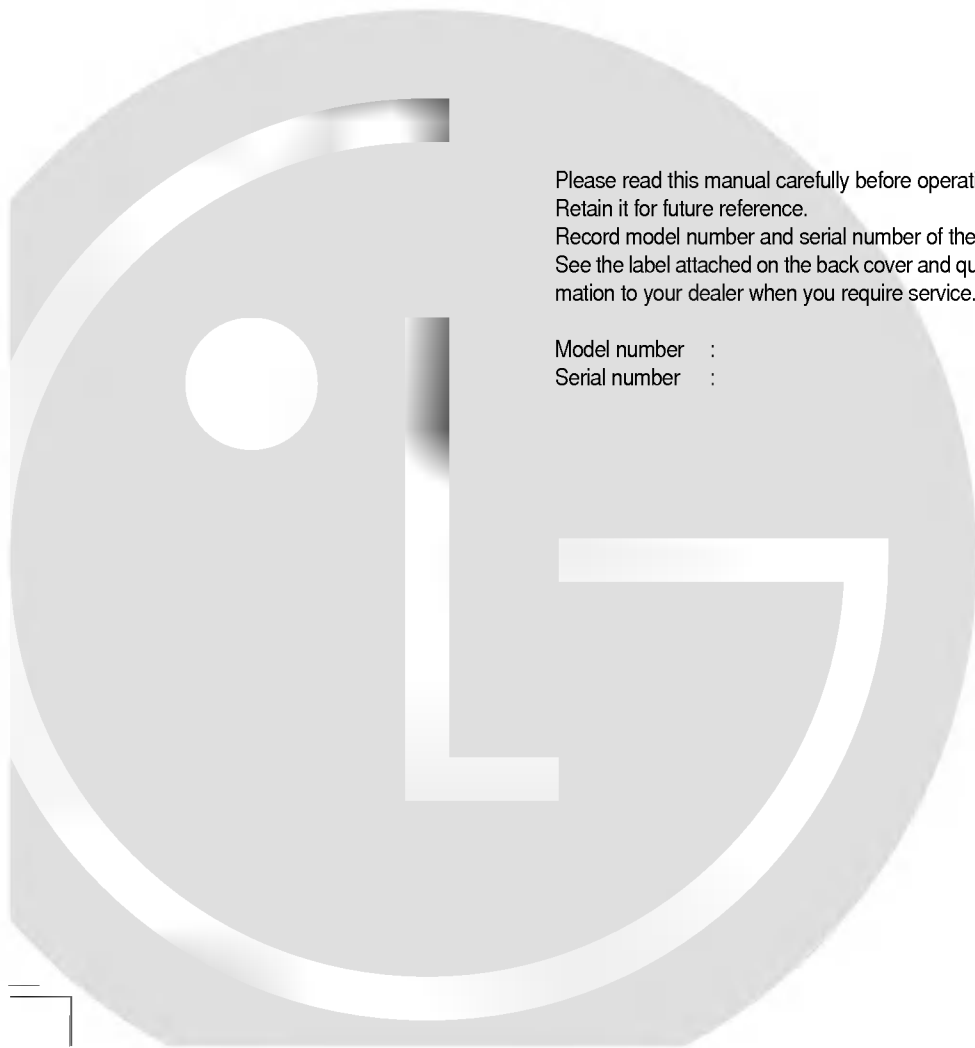 Please read this manual carefully before operati
Retain it for future reference.
Record model number and serial number of the
See the label attached on the back cover and qu
mation to your dealer when you require service.
Model number :
Serial number :